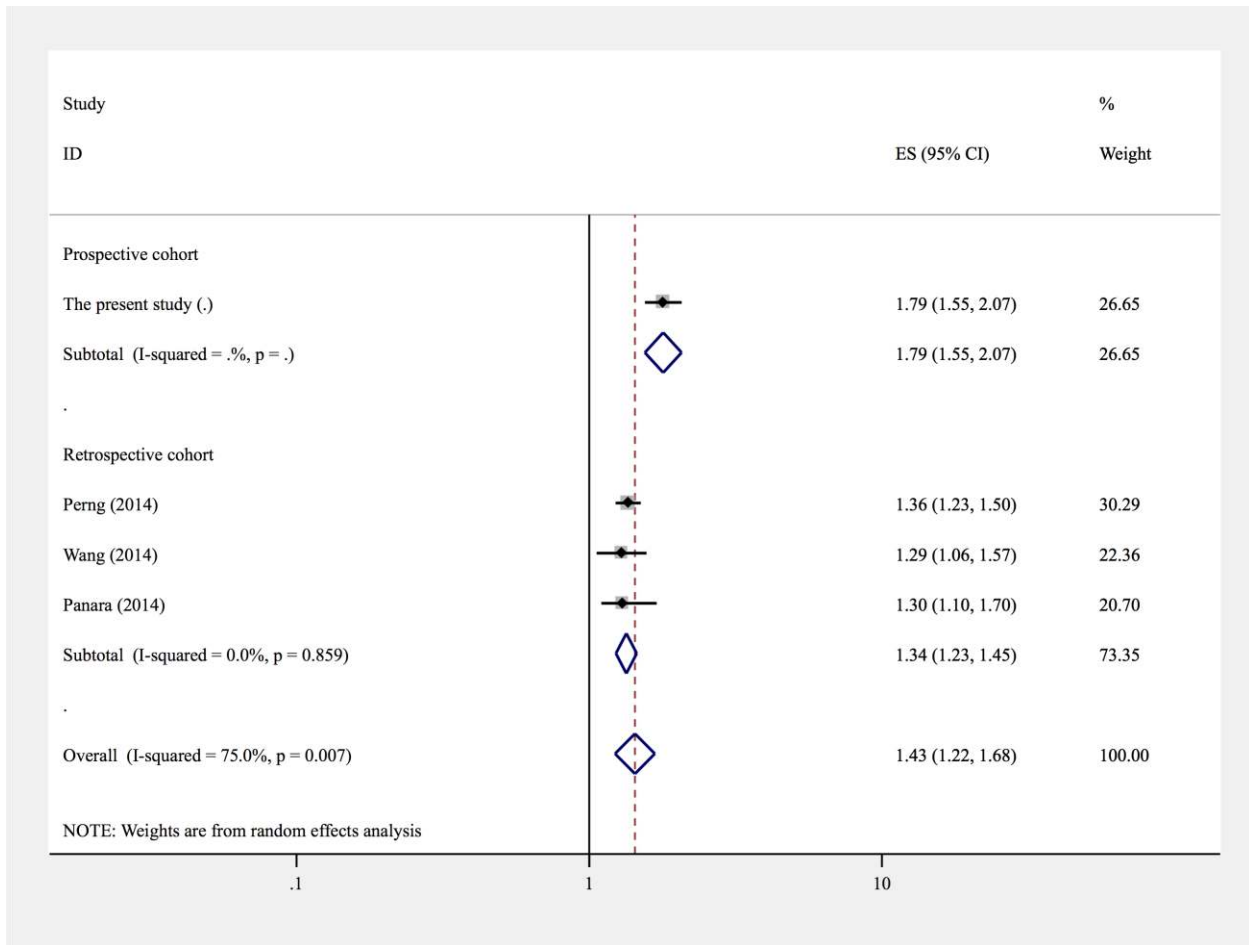 Study %
ID ES (95% CI) Weight
Prospective cohort
The present study (.) 1.79 (1.55, 2.07) 26.65
Subtotal (I-squared = .%, p = .) 1.79 (1.55, 2.07) 26.65
.
Retrospective cohort
Perng (2014) 1.36 (1.23, 1.50) 30.29
Wang (2014) 1.29 (1.06, 1.57) 22.36
Panara (2014) 1.30 (1.10, 1.70) 20.70
Subtotal (I-squared = 0.0%, p = 0.859) 1.34 (1.23, 1.45) 73.35
.
Overall (I-squared = 75.0%, p = 0.007) 1.43 (1.22, 1.68) 100.00
NOTE: Weights are from random effects analysis
.1 1 10